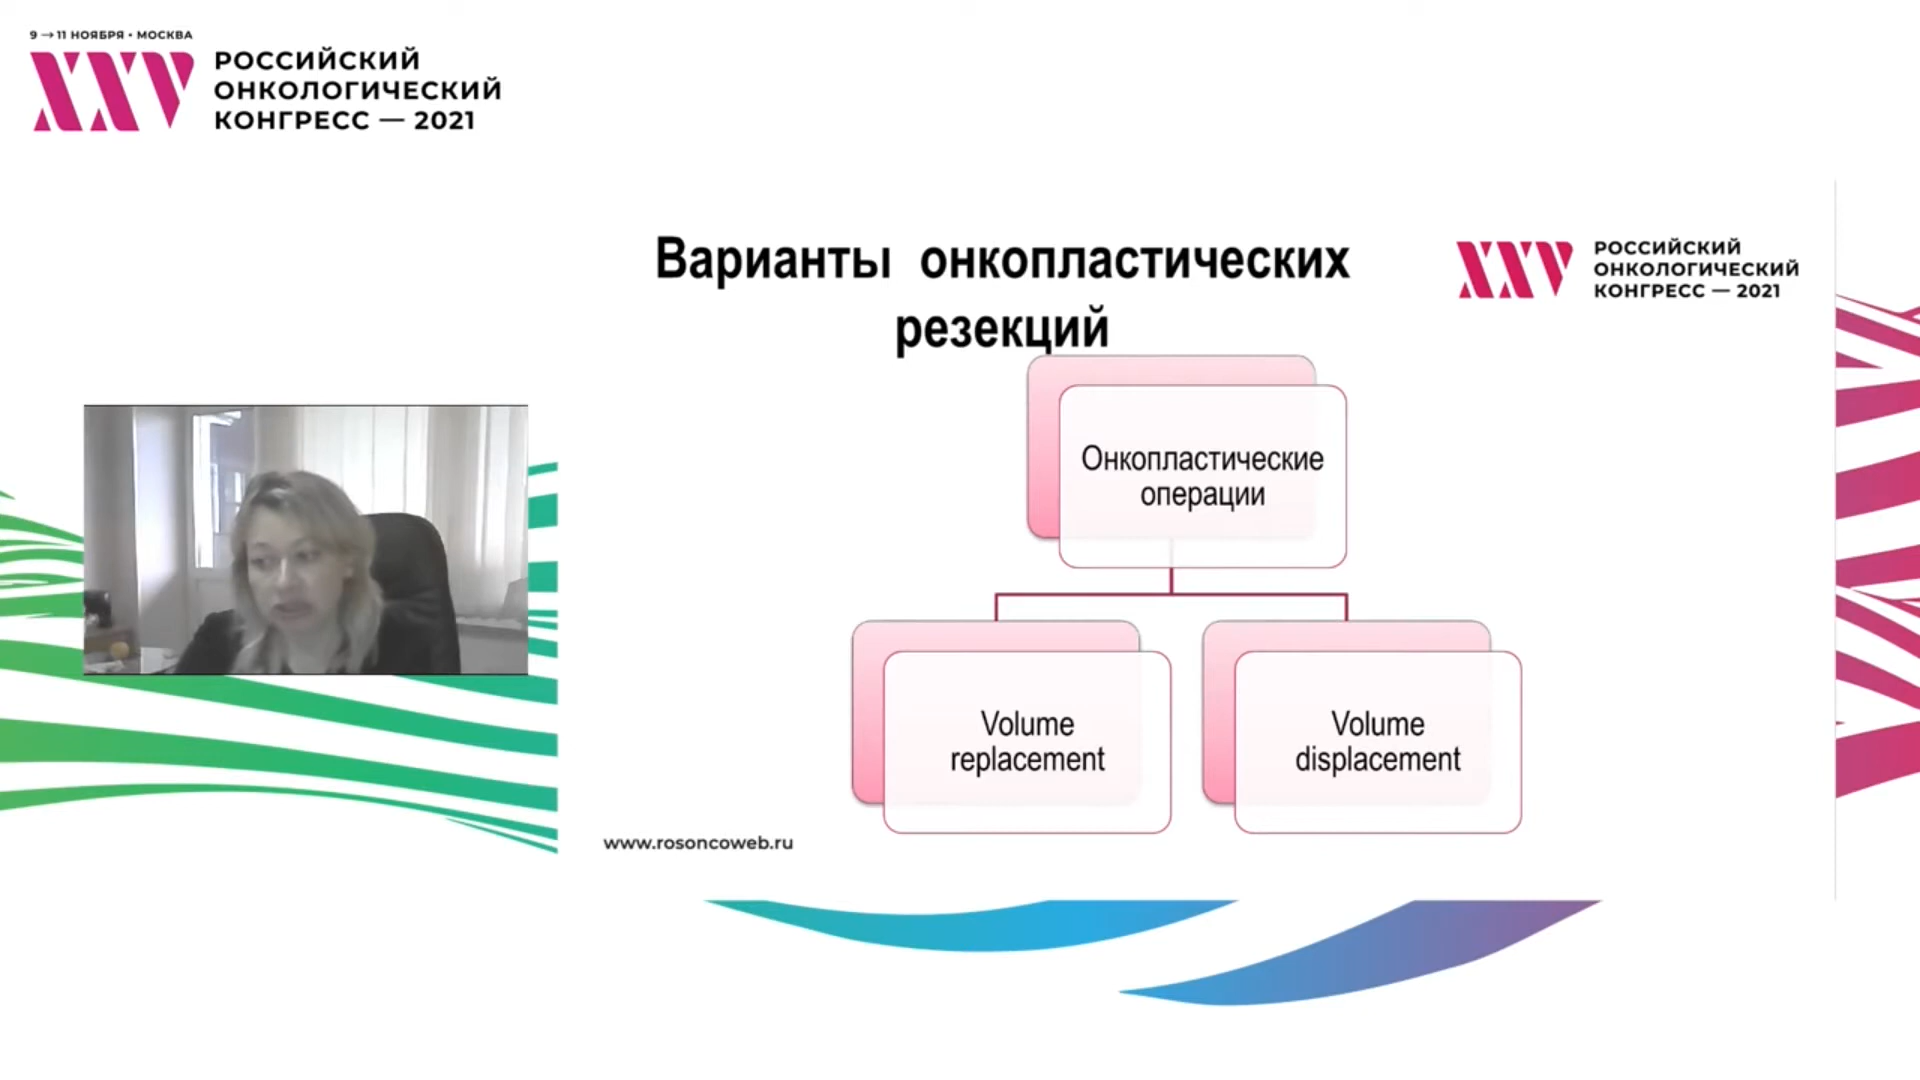 9 → 11 НОЯБРЯ • МОСКВА
XXV
РОССИЙСКИЙ
ОНКОЛОГИЧЕСКИЙ
КОНГРЕСС — 2021
Варианты онкопластических
резекций
XXV
РОССИЙСКИЙ
ОНКОЛОГИЧЕСКИЙ
КОНГРЕСС — 2021
Онкопластические
операции
Volume
replacement
Volume
displacement
www.rosoncoweb.ru